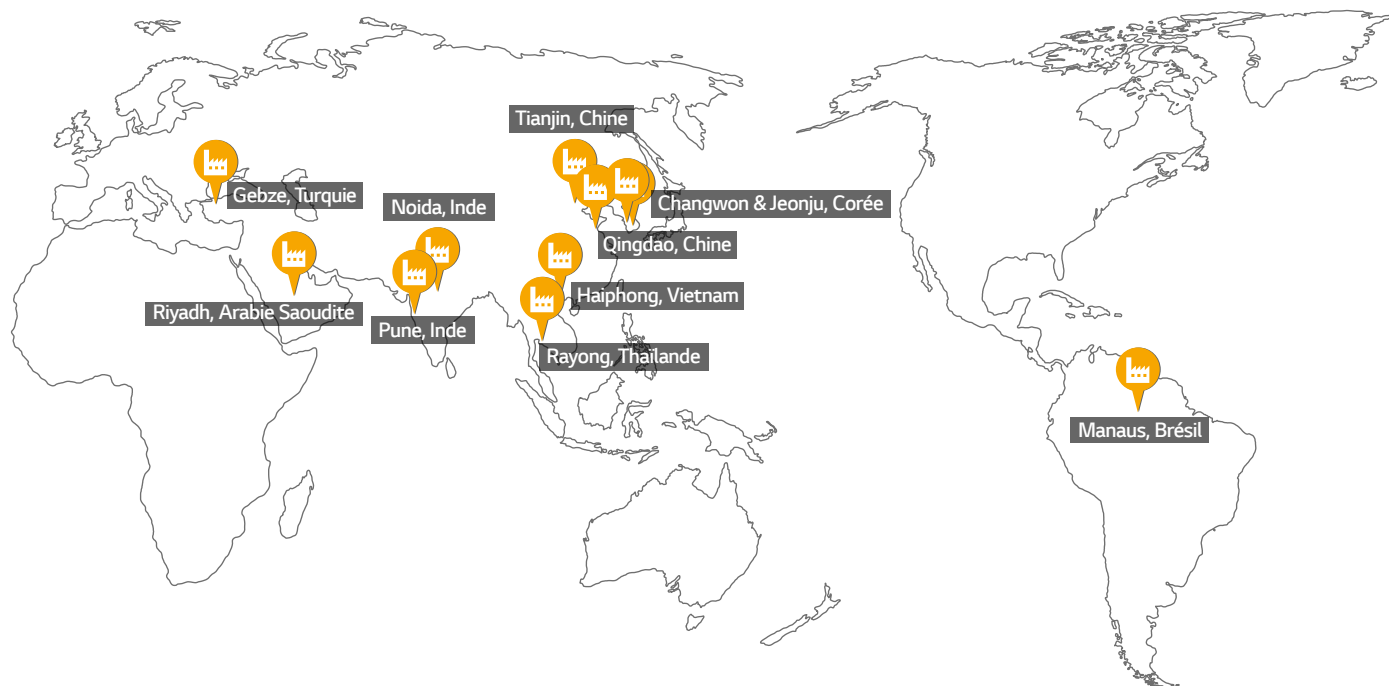 Tianjin, Chine
Gebze, Turquie
Noida, Inde
Changwon & Jeonju, Corée
Qingdao, Chine
Riyadh, Arabie Saoudite
Haiphong, Vietnam
Pune, Inde
Rayong, Thaïlande
Manaus, Brésil